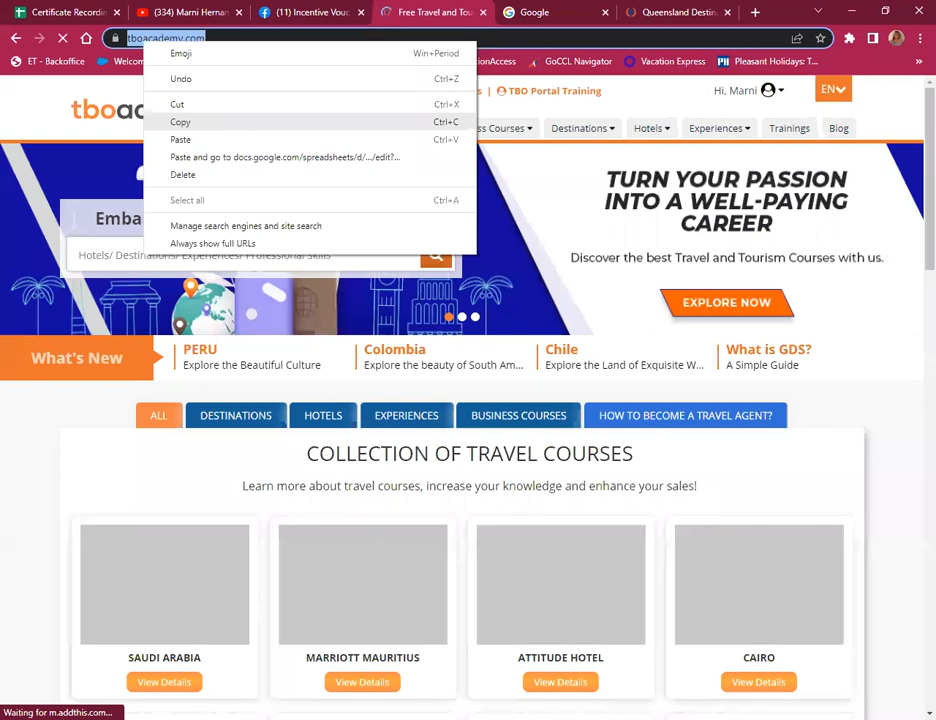 Certificate Recordin
(334) Marni Hernan
(11) Incentive Vouc
Free Travel and Tou
Google
Queensland Destin
tboacademy.com
ET - Backoffice
Welcom
Access
GoCCL Navigator
Vacation Express
Pleasant Holidays: T...
»
Emoji Win+Period
Undo Ctrl+Z
Cut Ctrl+X
Copy Ctrl+C
Paste Ctrl+V
Paste and go to docs.google.com/spreadsheets/d/.../edit?...
Delete
Select all Ctrl+A
Manage search engines and site search
Always show full URLs
tboac
s | TBO Portal Training
Hi, Marni
EN
ss Courses
Destinations
Hotels
Experiences
Trainings
Blog
Emba
Hotels/ Destinations/ Experiences/ Professional Skills
TURN YOUR PASSION
INTO A WELL-PAYING
CAREER
Discover the best Travel and Tourism Courses with us.
EXPLORE NOW
What's New
PERU
Explore the Beautiful Culture
Colombia
Explore the beauty of South Am...
Chile
Explore the Land of Exquisite W...
What is GDS?
A Simple Guide
ALL
DESTINATIONS
HOTELS
EXPERIENCES
BUSINESS COURSES
HOW TO BECOME A TRAVEL AGENT?
COLLECTION OF TRAVEL COURSES
Learn more about travel courses, increase your knowledge and enhance your sales!
SAUDI ARABIA
View Details
MARRIOTT MAURITIUS
View Details
ATTITUDE HOTEL
View Details
CAIRO
View Details
Waiting for m.addthis.com...